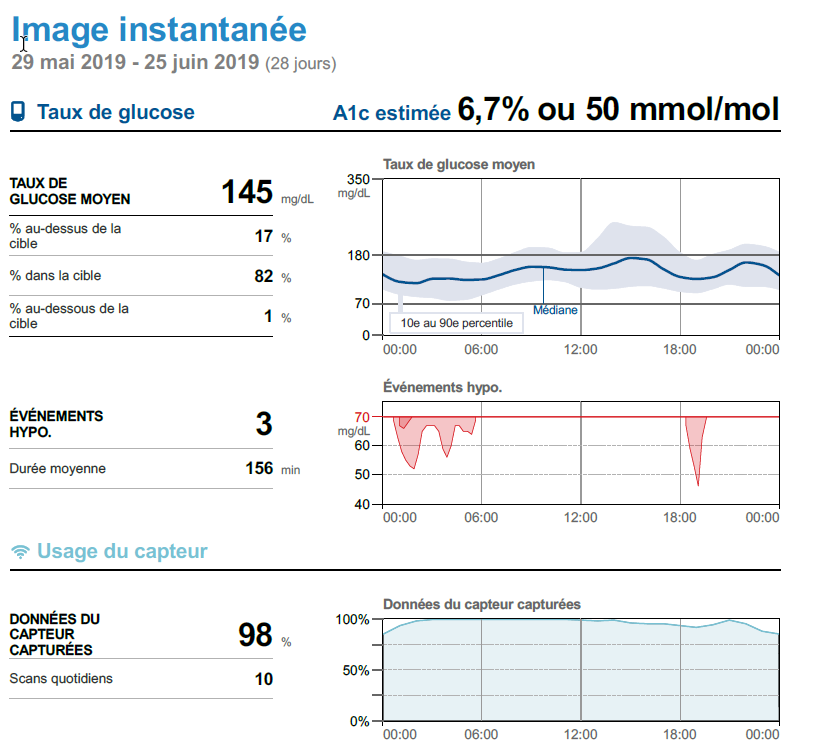 Image instantanée
29 mai 2019 - 25 juin 2019 (28 jours)
Taux de glucose
A1c estimée 6,7% ou 50 mmol/mol
TAUX DE
GLUCOSE MOYEN
145 mg/dL
% au-dessus de la
cible
17 %
% dans la cible
82 %
% au-dessous de la
cible
1 %
Taux de glucose moyen
350
mg/dL
180
70
0
Médiane
10e au 90e percentile
00:00
06:00
12:00
18:00
00:00
ÉVÉNEMENTS
HYPO.
3
Durée moyenne
156 min
Événements hypo.
70
mg/dL
60
50
40
00:00
06:00
12:00
18:00
00:00
Usage du capteur
DONNÉES DU
CAPTEUR
CAPTURÉES
98 %
Scans quotidiens
10
Données du capteur capturées
100%
50%
0%
00:00
06:00
12:00
18:00
00:00